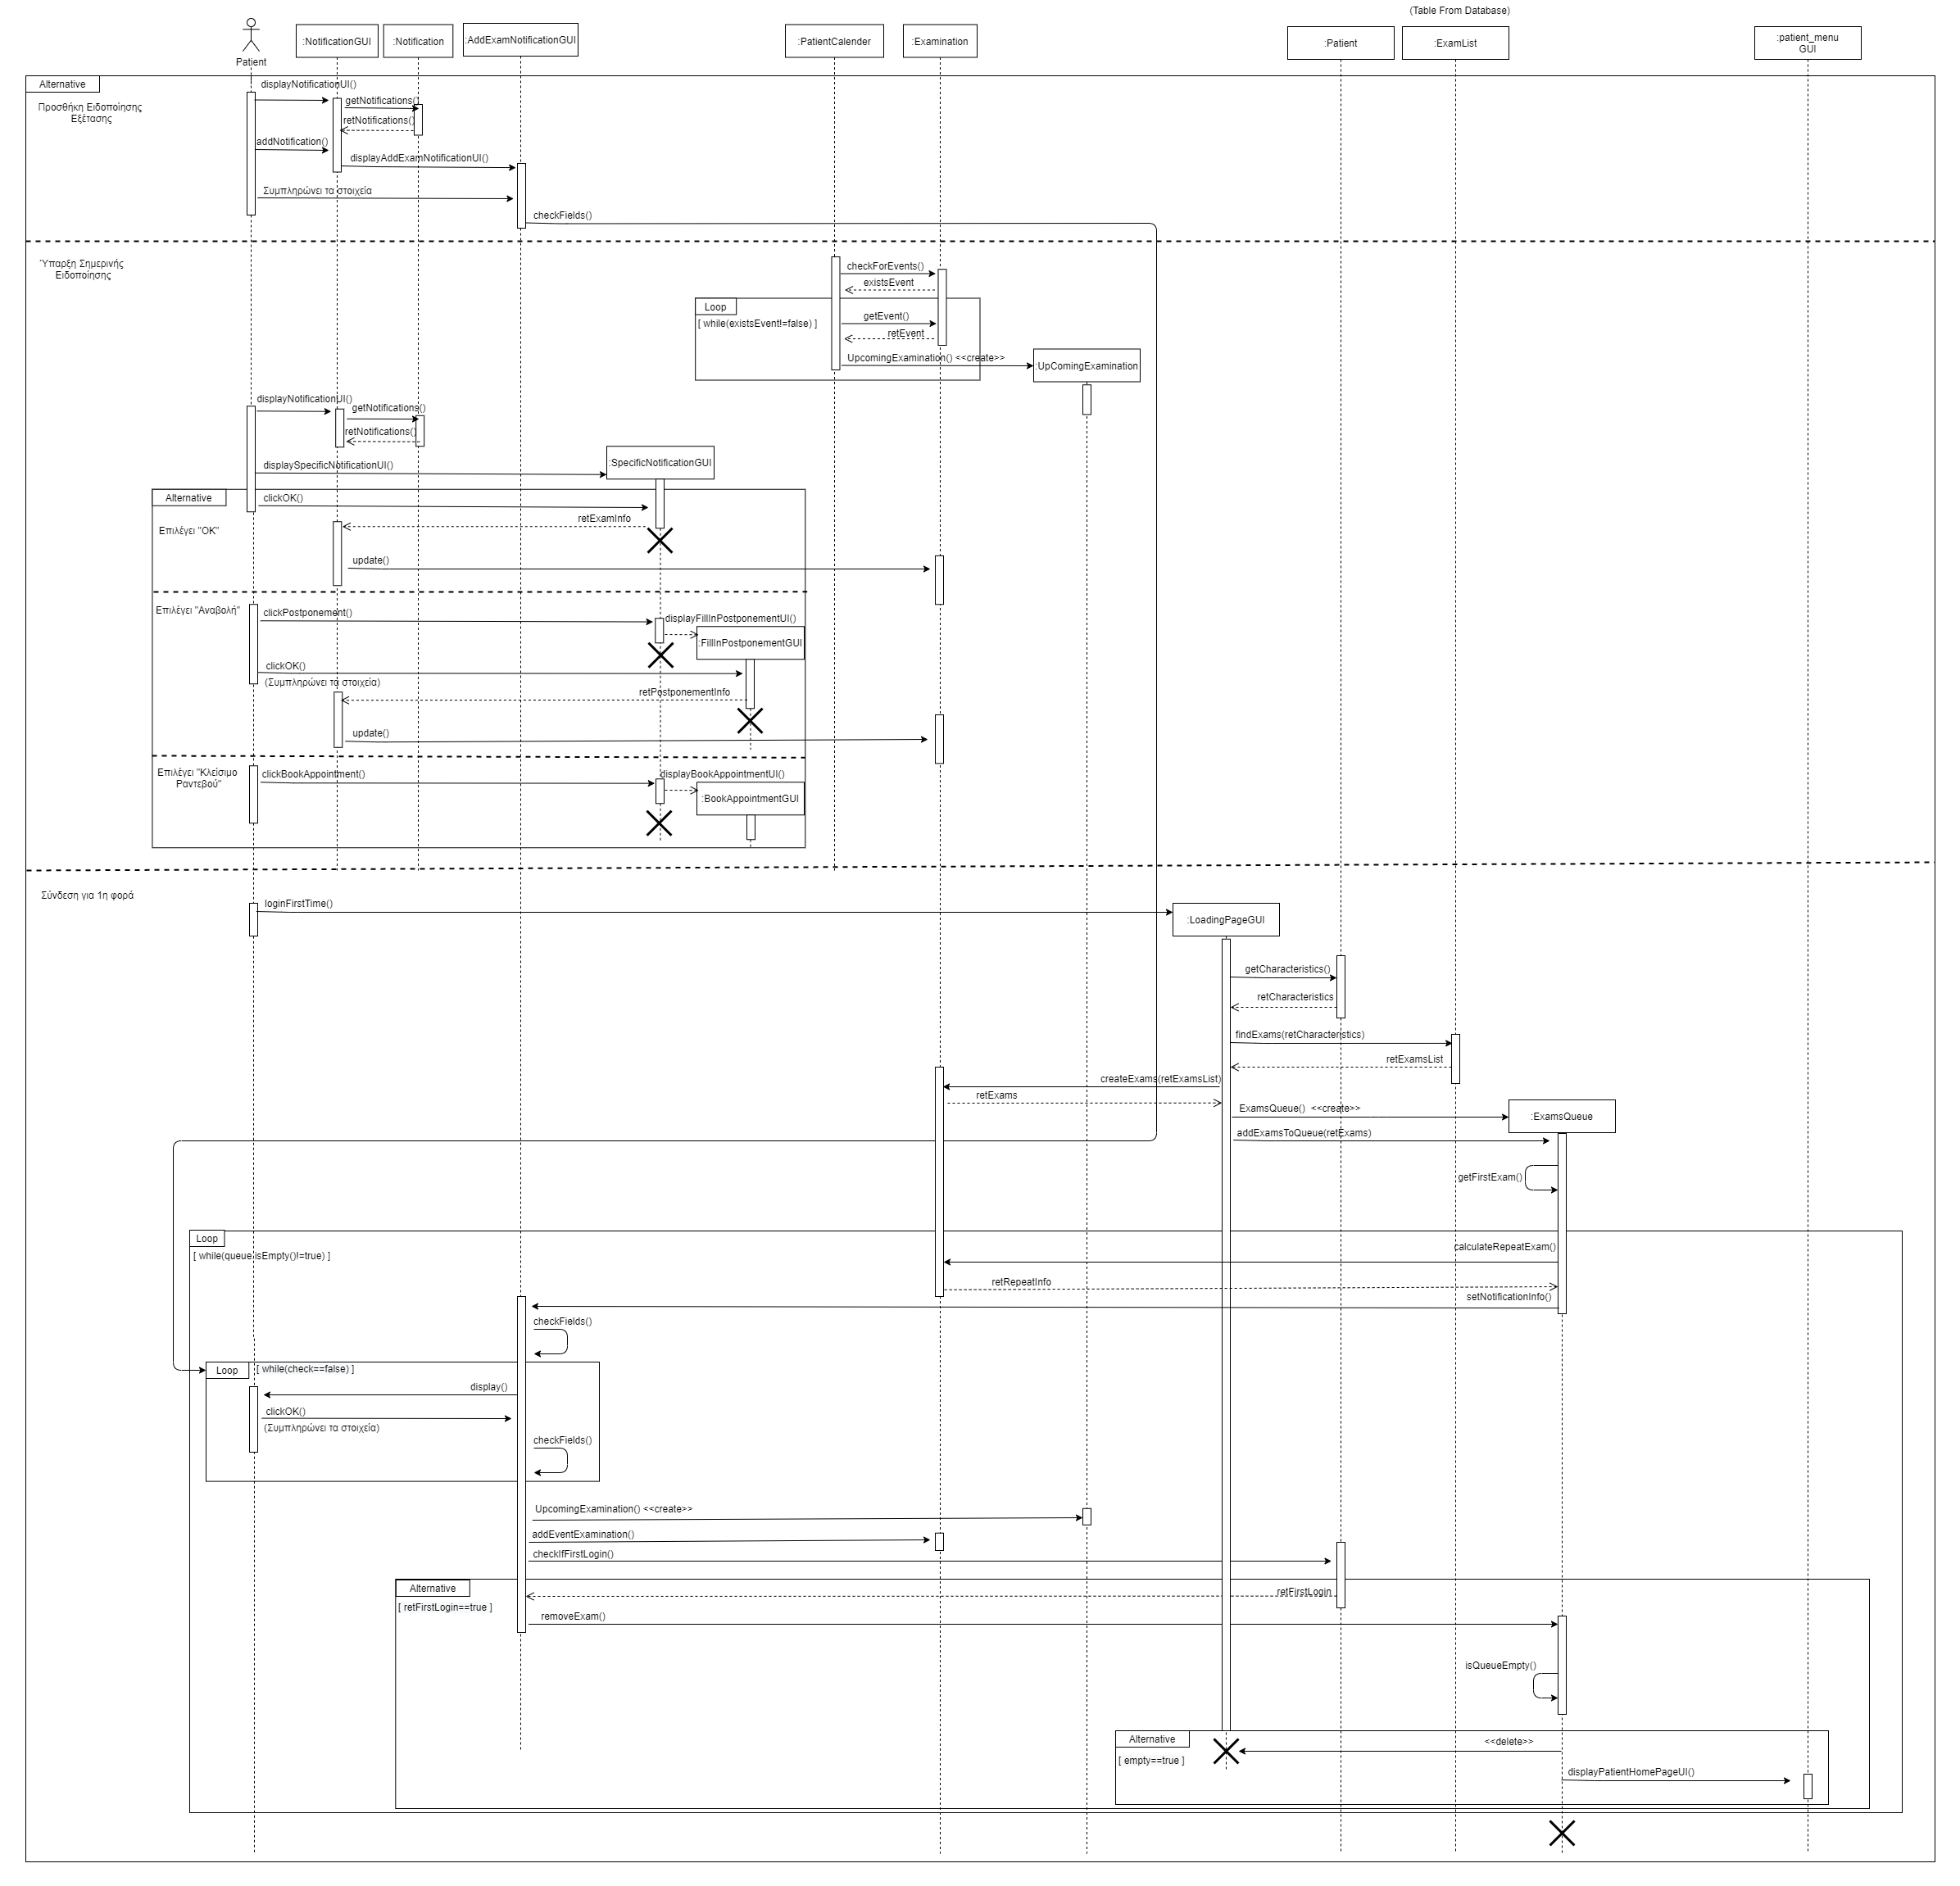 (Table From Database)
Patient
:NotificationGUI
:Notification
:AddExamNotificationGUI
:PatientCalender
:Examination
:Patient
:ExamList
:patient_menu
GUI
Alternative
Προσθήκη Ειδοποίησης
Εξέτασης
displayNotificationUI()
getNotifications()
retNotifications()
addNotification()
displayAddExamNotificationUI()
Συμπληρώνει τα στοιχεία
checkFields()
Ύπαρξη Σημερινής
Ειδοποίησης
checkForEvents()
existsEvent
Loop
[ while(existsEvent!=false) ]
getEvent()
retEvent
UpcomingExamination() <<create>>
:UpComingExamination
displayNotificationUI()
getNotifications()
retNotifications()
displaySpecificNotificationUI()
:SpecificNotificationGUI
Alternative
clickOK()
Επιλέγει "ΟΚ"
retExamInfo
update()
Επιλέγει "Αναβολή"
clickPostponement()
displayFillInPostponementUI()
:FillInPostponementGUI
clickOK()
(Συμπληρώνει τα στοιχεία)
retPostponementInfo
update()
Επιλέγει "Κλείσιμο
Ραντεβού"
clickBookAppointment()
displayBookAppointmentUI()
:BookAppointmentGUI
Σύνδεση για 1η φορά
loginFirstTime()
:LoadingPageGUI
getCharacteristics()
retCharacteristics
findExams(retCharacteristics)
retExamsList
createExams(retExamsList)
retExams
ExamsQueue() <<create>>
:ExamsQueue
addExamsToQueue(retExams)
getFirstExam()
Loop
[ while(queue.isEmpty()!=true) ]
calculateRepeatExam()
retRepeatInfo
setNotificationInfo()
checkFields()
Loop
[ while(check==false) ]
display()
clickOK()
(Συμπληρώνει τα στοιχεία)
checkFields()
UpcomingExamination() <<create>>
addEventExamination()
checkIfFirstLogin()
Alternative
[ retFirstLogin==true ]
retFirstLogin
removeExam()
isQueueEmpty()
Alternative
[ empty==true ]
<<delete>>
displayPatientHomePageUI()